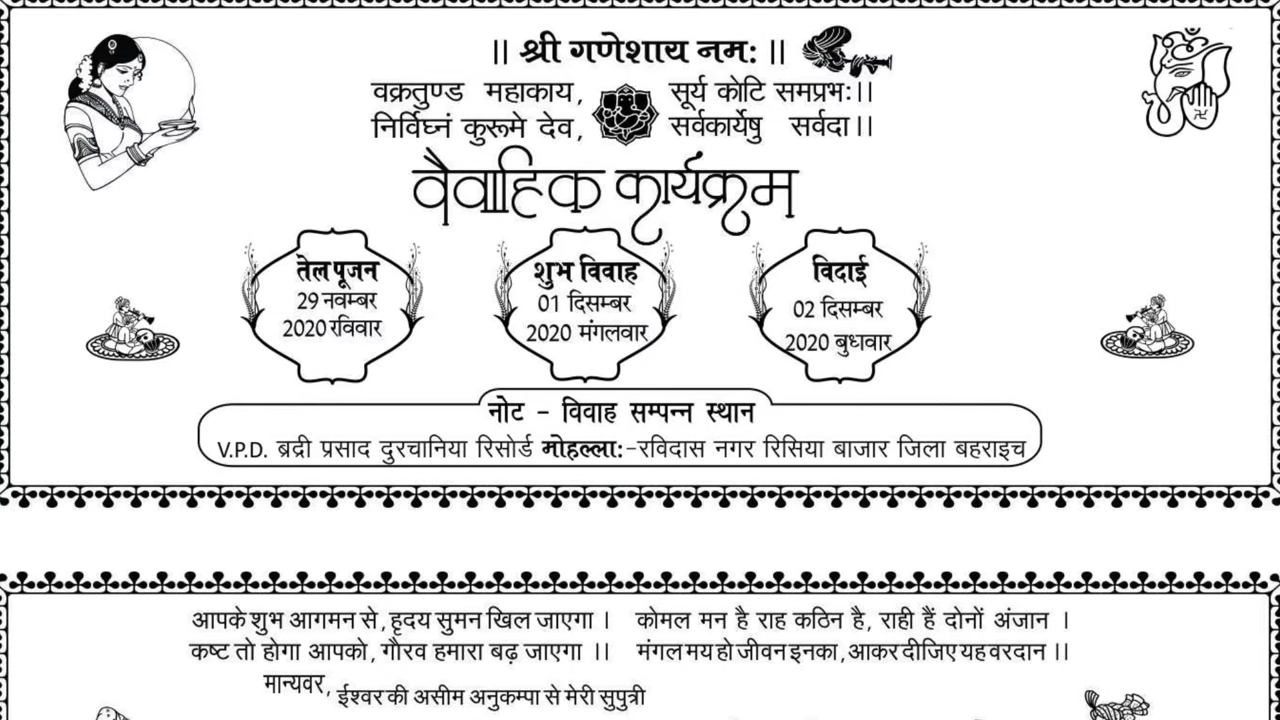 || श्री गणेशाय नम: ||
वक्रतुण्ड महाकाय, सूर्य कोटि समप्रभः।।
निर्विघ्नं कुरूमे देव, सर्वकार्येषु सर्वदा।।
वैवाहिक कार्यक्रम
तेल पूजन
29 नवम्बर
2020 रविवार
शुभ विवाह
01 दिसम्बर
2020 मंगलवार
विदाई
02 दिसम्बर
2020 बुधवार
नोट - विवाह सम्पन्न स्थान
V.P.D. बद्री प्रसाद दुरचानिया रिसोर्ड मोहल्ला:-रविदास नगर रिसिया बाजार जिला बहराइच
आपके शुभ आगमन से, हृदय सुमन खिल जाएगा ।
कष्ट तो होगा आपको, गौरव हमारा बढ़ जाएगा ।।
कोमल मन है राह कठिन है, राही हैं दोनों अंजान ।
मंगल मय हो जीवन इनका, आकर दीजिए यह वरदान ।।
मान्यवर,
ईश्वर की असीम अनुकम्पा से मेरी सुपुत्री